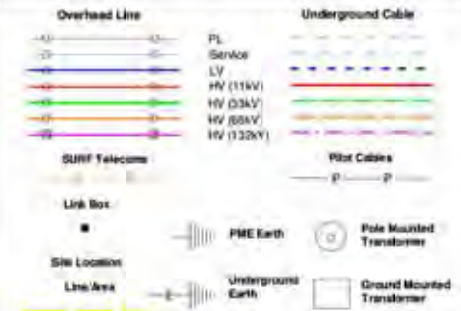 Overhead Line
Underground Cable
PL
Service
LV
HV (11kV)
HV (33kV)
HV (66kV)
HV (132kV)
SURF Telecoms
Pilot Cables
P P
Link Box
PME Earth
Pole Mounted
Transformer
Site Location
Line/Area
E
Underground
Earth
Ground Mounted
Transformer